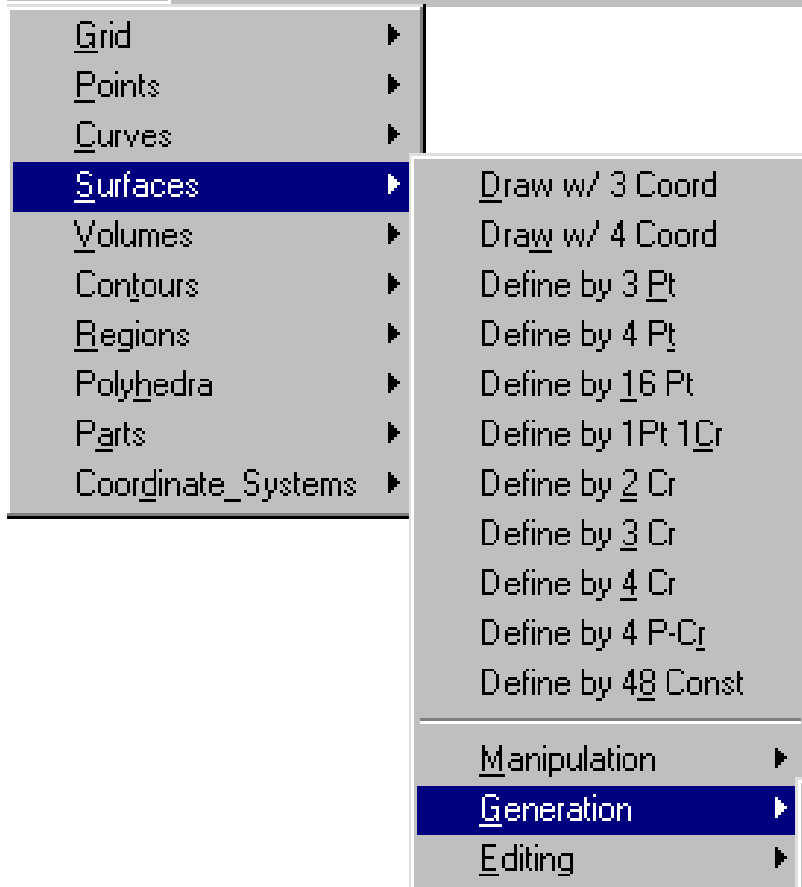 Grid
Points
Curves
Surfaces
Volumes
Contours
Regions
Polyhedra
Parts
Coordinate_Systems
Draw w/ 3 Coord
Draw w/ 4 Coord
Define by 3 Pt
Define by 4 Pt
Define by 16 Pt
Define by 1Pt 1Cr
Define by 2 Cr
Define by 3 Cr
Define by 4 Cr
Define by 4 P-Cr
Define by 48 Const
Manipulation
Generation
Editing